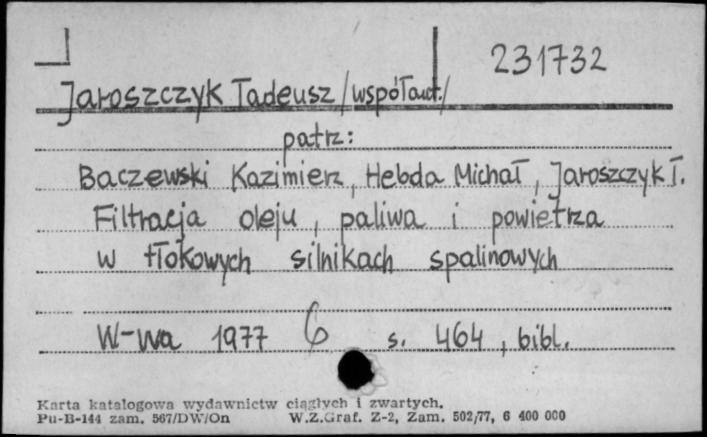 231732
Jaroszczyk Tadeusz /współaut./
patrz:
Baczewski Kazimierz, Hebda Michał, Jaroszczyk T.
Filtracja oleju, paliwa i powietrza
w tłokowych silnikach spalinowych
W-wa 1977 6 s. 464, bibl.
Karta katalogowa wydawnictw ciągłych i zwartych.
Pu-B-144 zam. 567/DW/On W.Z.Graf. Z-2, Zam. 502/77, 6 400 000